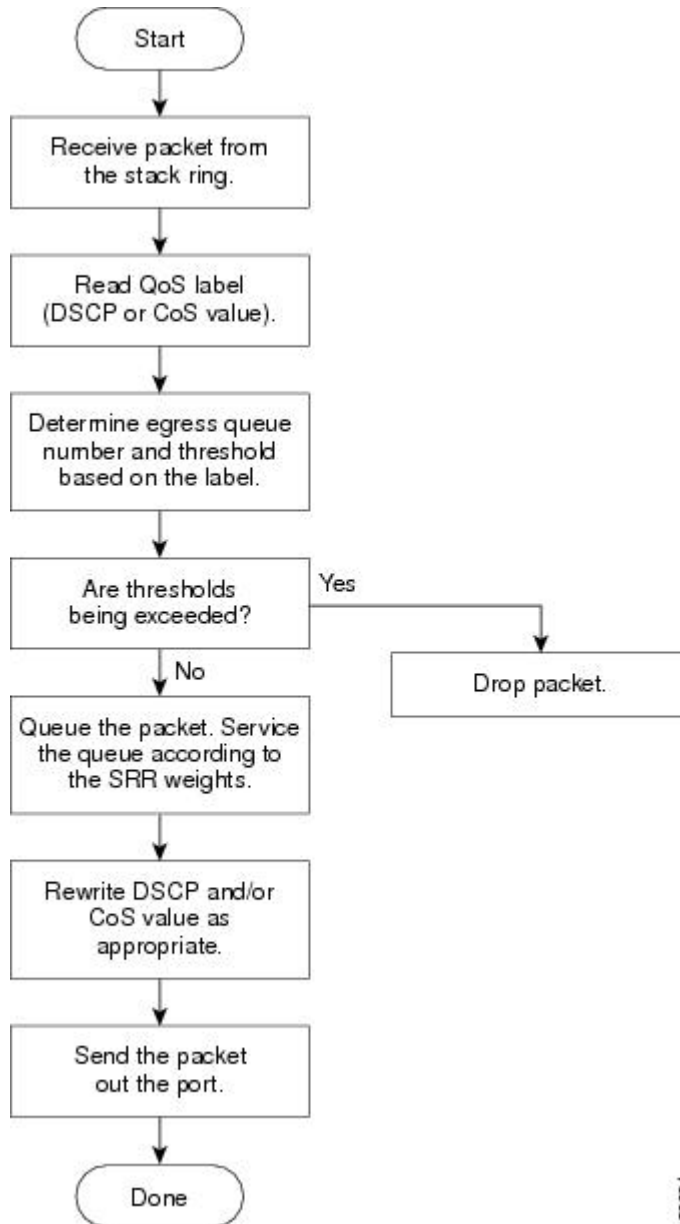 Start
Receive packet from
the stack ring.
Read QoS label
(DSCP or CoS value).
Determine egress queue
number and threshold
based on the label.
Are thresholds
being exceeded?
Yes
No
Drop packet.
Queue the packet. Service
the queue according to
the SRR weights.
Rewrite DSCP and/or
CoS value as
appropriate.
Send the packet
out the port.
Done